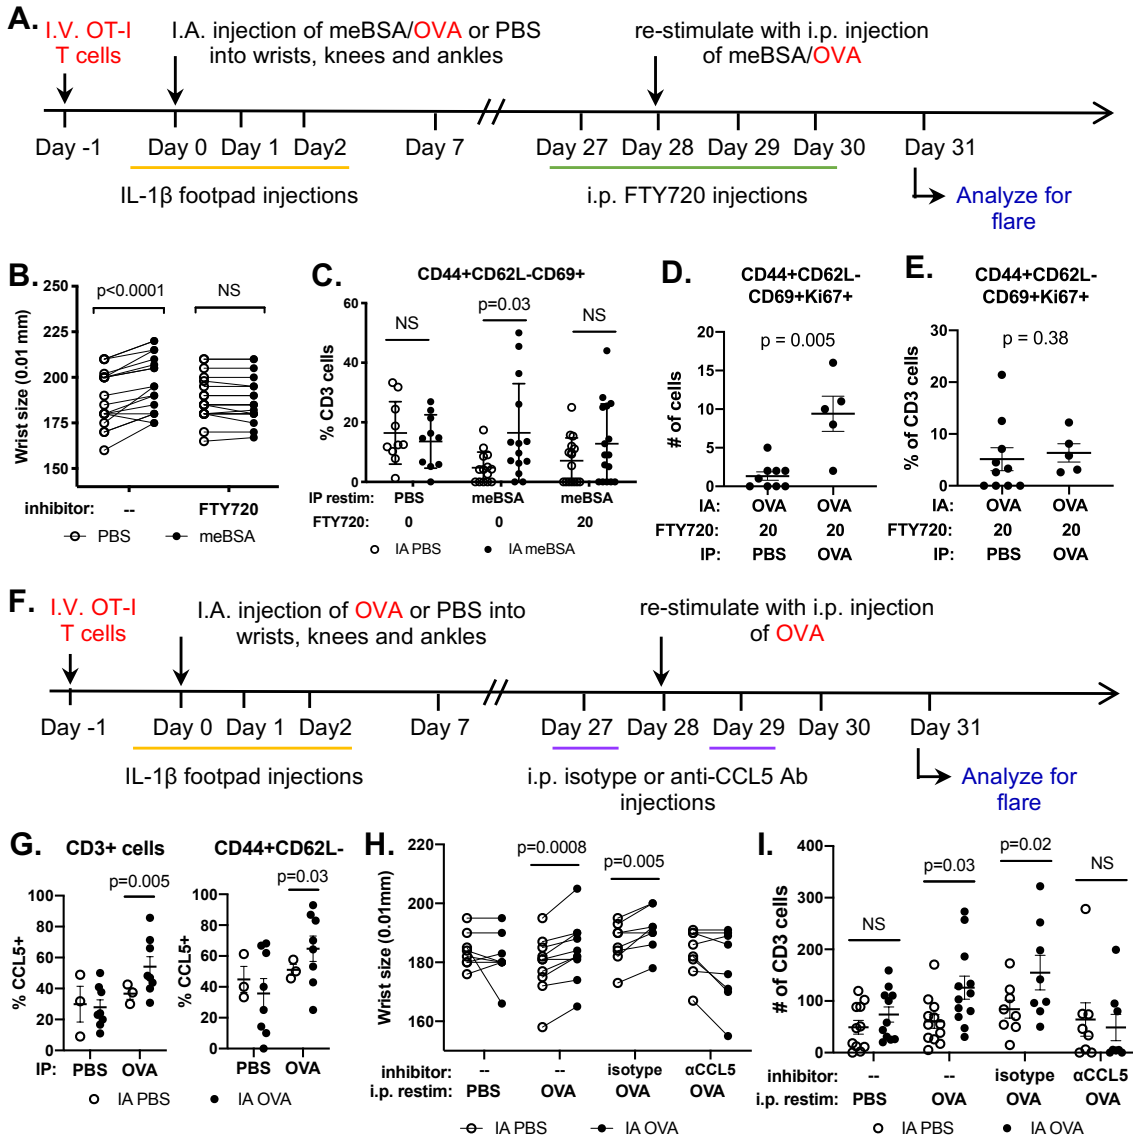 A.
I.V. OT-I
T cells
I.A. injection of meBSA/OVA or PBS
into wrists, knees and ankles
re-stimulate with i.p. injection
of meBSA/OVA
Day -1
Day 0
Day 1
Day2
Day 7
Day 27
Day 28
Day 29
Day 30
Day 31
IL-1β footpad injections
i.p. FTY720 injections
Analyze for
flare
B.
Wrist size (0.01 mm)
250
225
200
175
150
p<0.0001
NS
inhibitor:
--
FTY720
PBS
meBSA
C.
CD44+CD62L-CD69+
% CD3 cells
60
40
20
0
NS
p=0.03
NS
IP restim:
PBS
meBSA
meBSA
FTY720:
0
0
20
IA PBS
IA meBSA
D.
CD44+CD62L-
CD69+Ki67+
# of cells
20
15
10
5
0
p = 0.005
IA:
OVA
OVA
FTY720:
20
20
IP:
PBS
OVA
E.
CD44+CD62L-
CD69+Ki67+
% of CD3 cells
30
20
10
0
p = 0.38
IA:
OVA
OVA
FTY720:
20
20
IP:
PBS
OVA
F.
I.V. OT-I
T cells
I.A. injection of OVA or PBS into
wrists, knees and ankles
re-stimulate with i.p. injection
of OVA
Day -1
Day 0
Day 1
Day2
Day 7
Day 27
Day 28
Day 29
Day 30
Day 31
IL-1β footpad injections
i.p. isotype or anti-CCL5 Ab
injections
Analyze for
flare
G.
CD3+ cells
% CCL5+
100
80
60
40
20
0
p=0.005
IP:
PBS
OVA
CD44+CD62L-
% CCL5+
100
80
60
40
20
0
p=0.03
PBS
OVA
IA PBS
IA OVA
H.
Wrist size (0.01mm)
220
200
180
160
p=0.0008
p=0.005
inhibitor:
--
--
isotype
αCCL5
i.p. restim:
PBS
OVA
OVA
OVA
IA PBS
IA OVA
I.
# of CD3 cells
400
300
200
100
0
NS
p=0.03
p=0.02
NS
inhibitor:
--
--
isotype
αCCL5
i.p. restim:
PBS
OVA
OVA
OVA
IA PBS
IA OVA